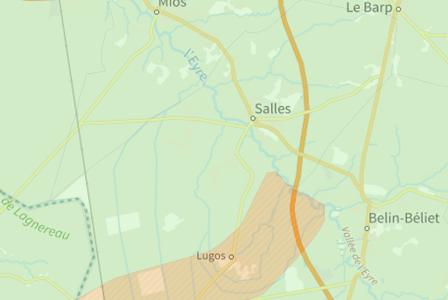 Mios
Le Barp
l'Eyre
Salles
de Lagnereau
Belin-Béliet
Vallée de l'Eyre
Lugos